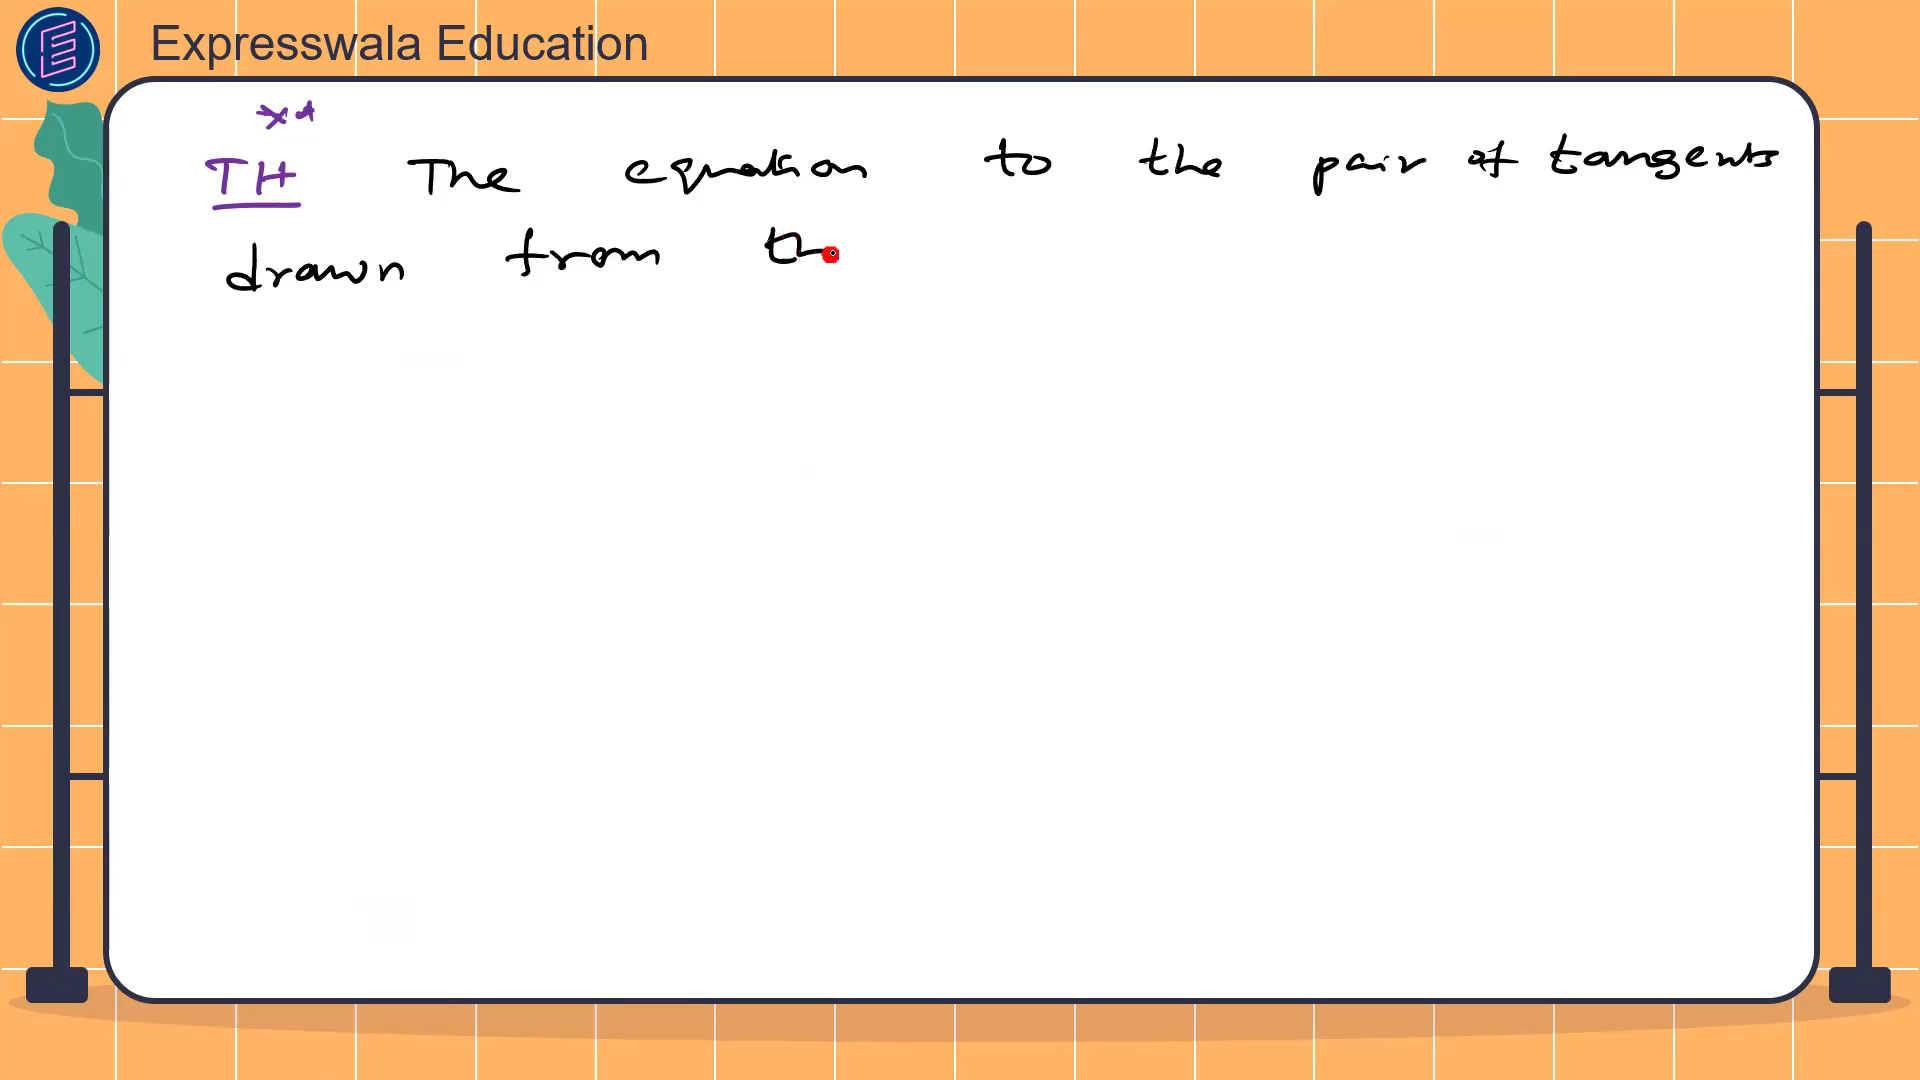 Expresswala Education
**
TH The equation to the pair of tangents
drawn from th